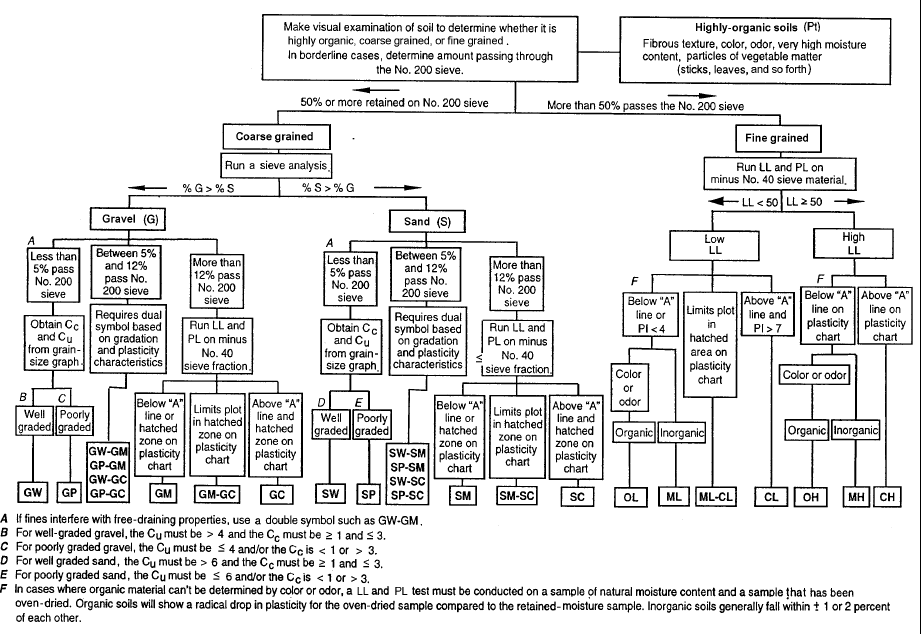 Make visual examination of soil to determine whether it is
highly organic, coarse grained, or fine grained .
In borderline cases, determine amount passing through
the No. 200 sieve.
Highly-organic soils (Pt)
Fibrous texture, color, odor, very high moisture
content, particles of vegetable matter
(sticks, leaves, and so forth)
50% or more retained on No. 200 sieve
More than 50% passes the No. 200 sieve
Coarse grained
Run a sieve analysis.
Fine grained
Run LL and PL on
minus No. 40 sieve material.
% G > % S
% S > % G
LL < 50
LL ≥ 50
Gravel (G)
Sand (S)
Low
LL
High
LL
A
Less than
5% pass
No. 200
sieve
Between 5%
and 12%
pass No.
200 sieve
More than
12% pass
No. 200
sieve
A
Less than
5% pass
No. 200
sieve
Between 5%
and 12%
pass No.
200 sieve
More than
12% pass
No. 200
sieve
F
Below "A"
line or
PI < 4
Limits plot
in
hatched
area on
plasticity
chart
Above "A"
line and
PI > 7
F
Below "A"
line on
plasticity
chart
Above "A"
line on
plasticity
chart
Obtain Cc
and Cu
from grain-
size graph.
Requires dual
symbol based
on gradation
and plasticity
characteristics
Run LL and
PL on minus
No. 40
sieve fraction.
Obtain Cc
and Cu
from grain-
size graph.
Requires dual
symbol based
on gradation
and plasticity
characteristics
≤
Run LL and
PL on minus
No. 40
sieve fraction.
Color
or
odor
Color or odor
B
Well
graded
C
Poorly
graded
Below "A"
line or
hatched
zone on
plasticity
chart
Limits plot
in hatched
zone on
plasticity
chart
Above "A"
line and
hatched
zone on
plasticity
chart
D
Well
graded
E
Poorly
graded
Below "A"
line or
hatched
zone on
plasticity
chart
Limits plot
in hatched
zone on
plasticity
chart
Above "A"
line and
hatched
zone on
plasticity
chart
Organic
Inorganic
Organic
Inorganic
GW
GP
GW-GM
GP-GM
GW-GC
GP-GC
GM
GM-GC
GC
SW
SP
SW-SM
SP-SM
SW-SC
SP-SC
SM
SM-SC
SC
OL
ML
ML-CL
CL
OH
MH
CH
A If fines interfere with free-draining properties, use a double symbol such as GW-GM.
B For well-graded gravel, the Cu must be > 4 and the Cc must be ≥ 1 and ≤ 3.
C For poorly graded gravel, the Cu must be ≤ 4 and/or the Cc is < 1 or > 3.
D For well graded sand, the Cu must be > 6 and the Cc must be ≥ 1 and ≤ 3.
E For poorly graded sand, the Cu must be ≤ 6 and/or the Cc is < 1 or > 3.
F In cases where organic material can't be determined by color or odor, a LL and PL test must be conducted on a sample of natural moisture content and a sample that has been
oven-dried. Organic soils will show a radical drop in plasticity for the oven-dried sample compared to the retained-moisture sample. Inorganic soils generally fall within ± 1 or 2 percent
of each other.